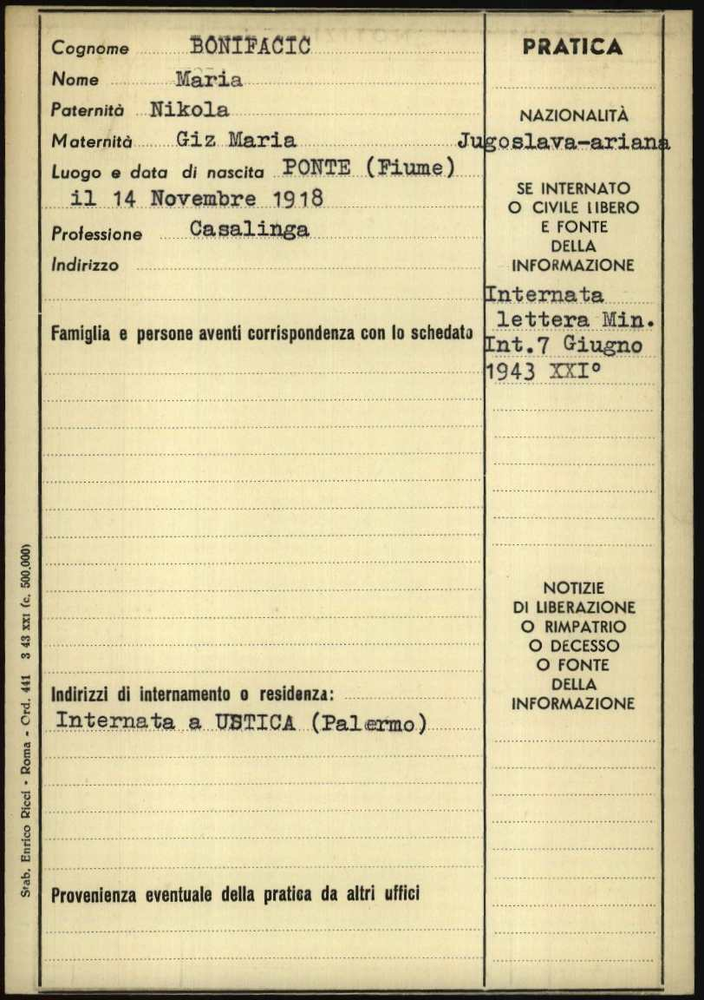 Cognome BONIFACIC
Nome Maria
Paternità Nikola
Maternità Giz Maria
Luogo e data di nascita PONTE (Fiume)
il 14 Novembre 1918
Professione Casalinga
Indirizzo
Famiglia e persone aventi corrispondenza con lo schedato
Indirizzi di internamento o residenza:
Internata a USTICA (Palermo)
Provenienza eventuale della pratica da altri uffici
PRATICA
NAZIONALITÀ
Jugoslava-ariana
SE INTERNATO
O CIVILE LIBERO
E FONTE
DELLA
INFORMAZIONE
Internata
lettera Min.
Int.7 Giugno
1943 XXI°
NOTIZIE
DI LIBERAZIONE
O RIMPATRIO
O DECESSO
O FONTE
DELLA
INFORMAZIONE
Stab. Enrico Ricci - Roma - Ord. 441 3 43 XXI (c. 500.000)